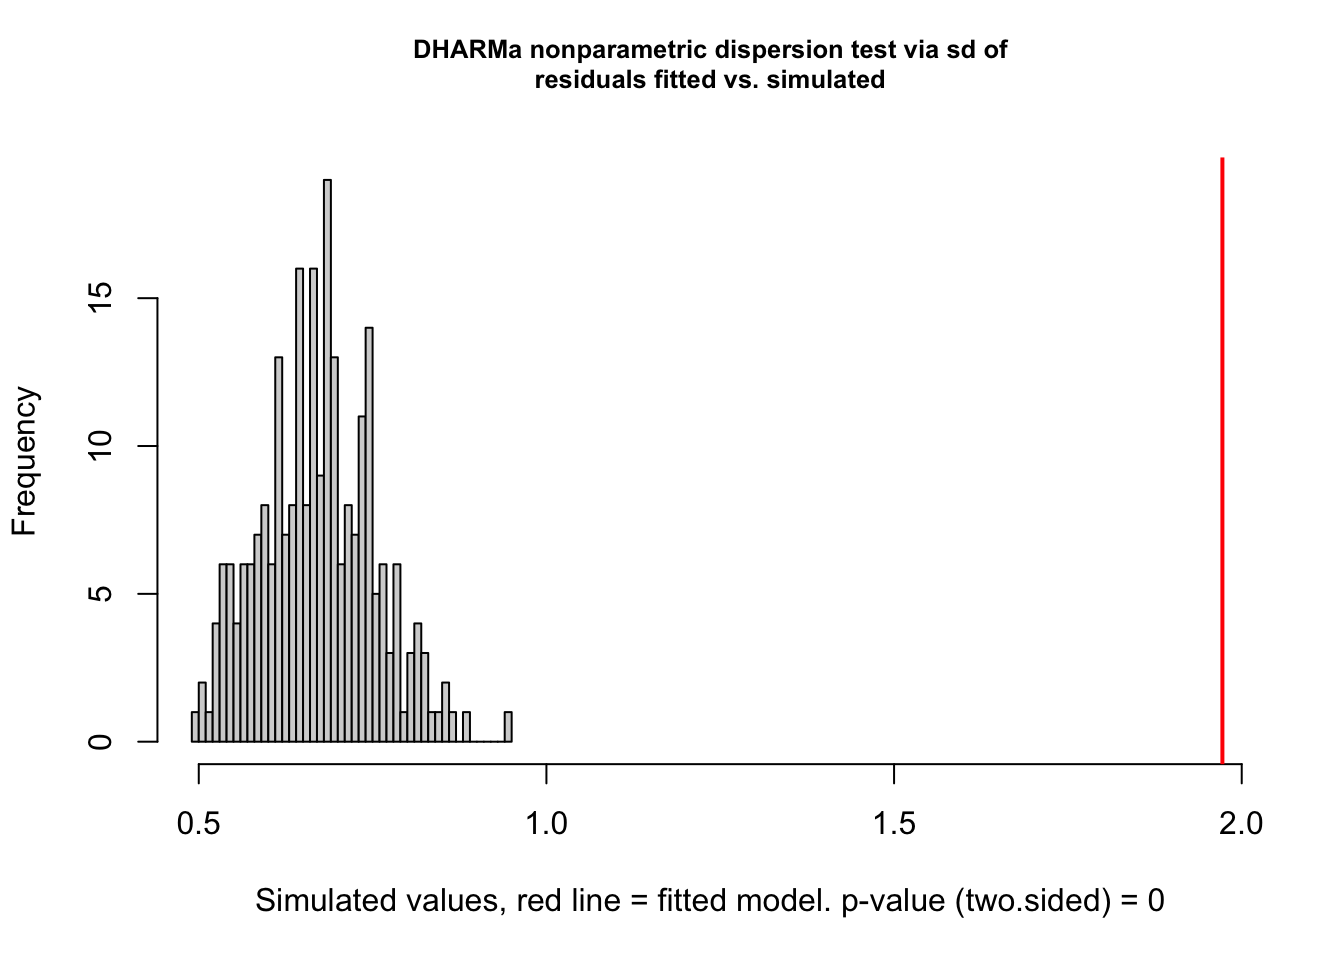 DHARMa nonparametric dispersion test via sd of
residuals fitted vs. simulated
Frequency
15
10
5
0
0.5 1.0 1.5 2.0
Simulated values, red line = fitted model. p-value (two.sided) = 0